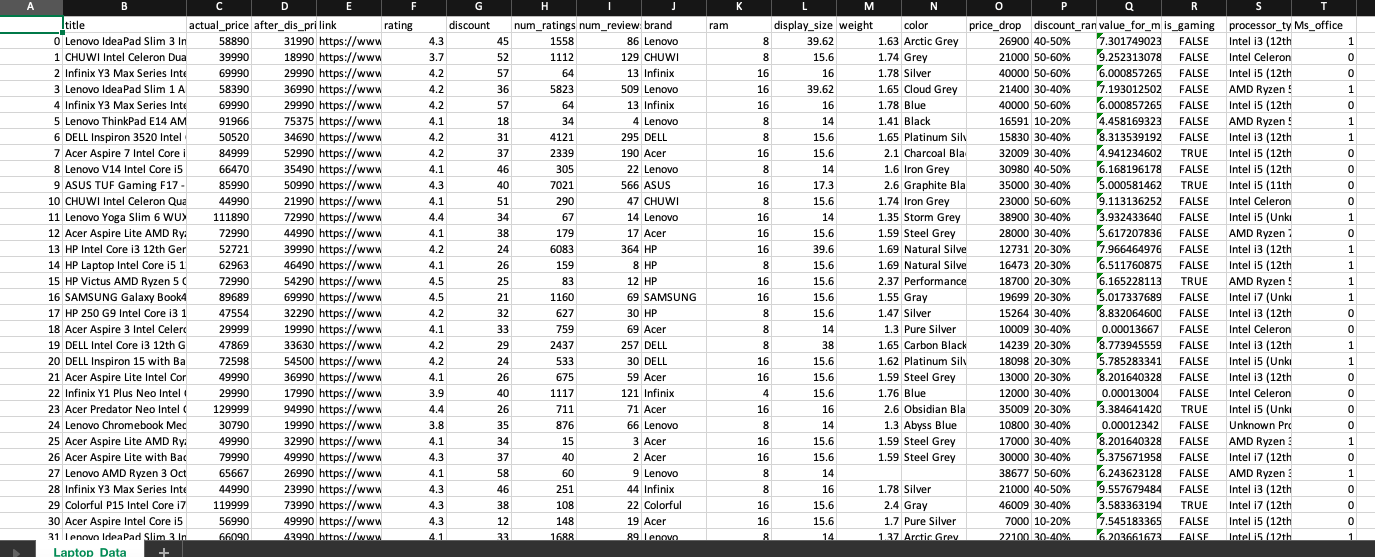 A B C D E F G H I J K L M N O P Q R S T
title actual_price after_dis_pri link rating discount num_ratings num_review brand ram display_size weight color price_drop discount_ran value_for_m is_gaming processor_ty Ms_office
0 Lenovo IdeaPad Slim 3 In 58890 31990 https://www 4.3 45 1558 86 Lenovo 8 39.62 1.63 Arctic Grey 26900 40-50% 7.301749023 FALSE Intel i3 (12th 1
1 CHUWI Intel Celeron Dua 39990 18990 https://www 3.7 52 1112 129 CHUWI 8 15.6 1.74 Grey 21000 50-60% 9.252313078 FALSE Intel Celeron 0
2 Infinix Y3 Max Series Inte 69990 29990 https://www 4.2 57 64 13 Infinix 16 16 1.78 Silver 40000 50-60% 6.000857265 FALSE Intel i5 (12th 0
3 Lenovo IdeaPad Slim 1 A 58390 36990 https://www 4.2 36 5823 509 Lenovo 16 39.62 1.65 Cloud Grey 21400 30-40% 7.193012502 FALSE AMD Ryzen 5 1
4 Infinix Y3 Max Series Inte 69990 29990 https://www 4.2 57 64 13 Infinix 16 16 1.78 Blue 40000 50-60% 6.000857265 FALSE Intel i5 (12th 0
5 Lenovo ThinkPad E14 AM 91966 75375 https://www 4.1 18 34 4 Lenovo 8 14 1.41 Black 16591 10-20% 4.458169323 FALSE AMD Ryzen 5 1
6 DELL Inspiron 3520 Intel 50520 34690 https://www 4.2 31 4121 295 DELL 8 15.6 1.65 Platinum Silv 15830 30-40% 8.313539192 FALSE Intel i3 (12th 1
7 Acer Aspire 7 Intel Core i 84999 52990 https://www 4.2 37 2339 190 Acer 16 15.6 2.1 Charcoal Bla 32009 30-40% 4.941234602 TRUE Intel i5 (12th 0
8 Lenovo V14 Intel Core i5 66470 35490 https://www 4.1 46 305 22 Lenovo 8 14 1.6 Iron Grey 30980 40-50% 6.168196178 FALSE Intel i5 (12th 0
9 ASUS TUF Gaming F17 - 85990 50990 https://www 4.3 40 7021 566 ASUS 16 17.3 2.6 Graphite Bla 35000 30-40% 5.000581462 TRUE Intel i5 (11th 0
10 CHUWI Intel Celeron Qua 44990 21990 https://www 4.1 51 290 47 CHUWI 8 15.6 1.74 Iron Grey 23000 50-60% 9.113136252 FALSE Intel Celeron 0
11 Lenovo Yoga Slim 6 WUX 111890 72990 https://www 4.4 34 67 14 Lenovo 16 14 1.35 Storm Grey 38900 30-40% 3.932433640 FALSE Intel i5 (Unk 1
12 Acer Aspire Lite AMD Ry 72990 44990 https://www 4.1 38 179 17 Acer 16 15.6 1.59 Steel Grey 28000 30-40% 5.617207836 FALSE AMD Ryzen 7 0
13 HP Intel Core i3 12th Ger 52721 39990 https://www 4.2 24 6083 364 HP 16 39.6 1.69 Natural Silve 12731 20-30% 7.966464976 FALSE Intel i3 (12th 1
14 HP Laptop Intel Core i5 1 62963 46490 https://www 4.1 26 159 8 HP 8 15.6 1.69 Natural Silve 16473 20-30% 6.511760875 FALSE Intel i5 (12th 1
15 HP Victus AMD Ryzen 5 C 72990 54290 https://www 4.5 25 83 12 HP 16 15.6 2.37 Performance 18700 20-30% 6.165228113 TRUE AMD Ryzen 5 1
16 SAMSUNG Galaxy Book4 89689 69990 https://www 4.5 21 1160 69 SAMSUNG 16 15.6 1.55 Gray 19699 20-30% 5.017337689 FALSE Intel i7 (Unk 1
17 HP 250 G9 Intel Core i3 1 47554 32290 https://www 4.2 32 627 30 HP 8 15.6 1.47 Silver 15264 30-40% 8.832064600 FALSE Intel i3 (12th 0
18 Acer Aspire 3 Intel Celerc 29999 19990 https://www 4.1 33 759 69 Acer 8 14 1.3 Pure Silver 10009 30-40% 0.00013667 FALSE Intel Celeron 0
19 DELL Intel Core i3 12th G 47869 33630 https://www 4.2 29 2437 257 DELL 8 38 1.65 Carbon Black 14239 20-30% 8.773945559 FALSE Intel i3 (12th 1
20 DELL Inspiron 15 with Ba 72598 54500 https://www 4.2 24 533 30 DELL 16 15.6 1.62 Platinum Silv 18098 20-30% 5.785283341 FALSE Intel i5 (Unk 1
21 Acer Aspire Lite Intel Cor 49990 36990 https://www 4.1 26 675 59 Acer 16 15.6 1.59 Steel Grey 13000 20-30% 8.201640328 FALSE Intel i3 (12th 0
22 Infinix Y1 Plus Neo Intel 29990 17990 https://www 3.9 40 1117 121 Infinix 4 15.6 1.76 Blue 12000 30-40% 0.00013004 FALSE Intel Celeron 0
23 Acer Predator Neo Intel 129999 94990 https://www 4.4 26 711 71 Acer 16 16 2.6 Obsidian Bla 35009 20-30% 3.384641420 TRUE Intel i5 (Unk 0
24 Lenovo Chromebook Mec 30790 19990 https://www 3.8 35 876 66 Lenovo 8 14 1.3 Abyss Blue 10800 30-40% 0.00012342 FALSE Unknown Pro 0
25 Acer Aspire Lite AMD Ry 49990 32990 https://www 4.1 34 15 3 Acer 16 15.6 1.59 Steel Grey 17000 30-40% 8.201640328 FALSE AMD Ryzen 3 1
26 Acer Aspire Lite with Bac 79990 49990 https://www 4.3 37 40 2 Acer 16 15.6 1.59 Steel Grey 30000 30-40% 5.375671958 FALSE Intel i7 (12th 0
27 Lenovo AMD Ryzen 3 Oct 65667 26990 https://www 4.1 58 60 9 Lenovo 8 14 38677 50-60% 6.243623128 FALSE AMD Ryzen 3 1
28 Infinix Y3 Max Series Inte 44990 23990 https://www 4.3 46 251 44 Infinix 8 16 1.78 Silver 21000 40-50% 9.557679484 FALSE Intel i3 (12th 0
29 Colorful P15 Intel Core i7 119999 73990 https://www 4.3 38 108 22 Colorful 16 15.6 2.4 Gray 46009 30-40% 3.583363194 TRUE Intel i7 (12th 0
30 Acer Aspire Intel Core i5 56990 49990 https://www 4.3 12 148 19 Acer 16 15.6 1.7 Pure Silver 7000 10-20% 7.545183365 FALSE Intel i5 (12th 0
31 Lenovo IdeaPad Slim 3 In 66090 43990 https://www 4.1 33 1688 89 Lenovo 8 14 1.37 Arctic Grey 22100 30-40% 6.203661673 FALSE Intel i5 (12th 1
Laptop_Data +